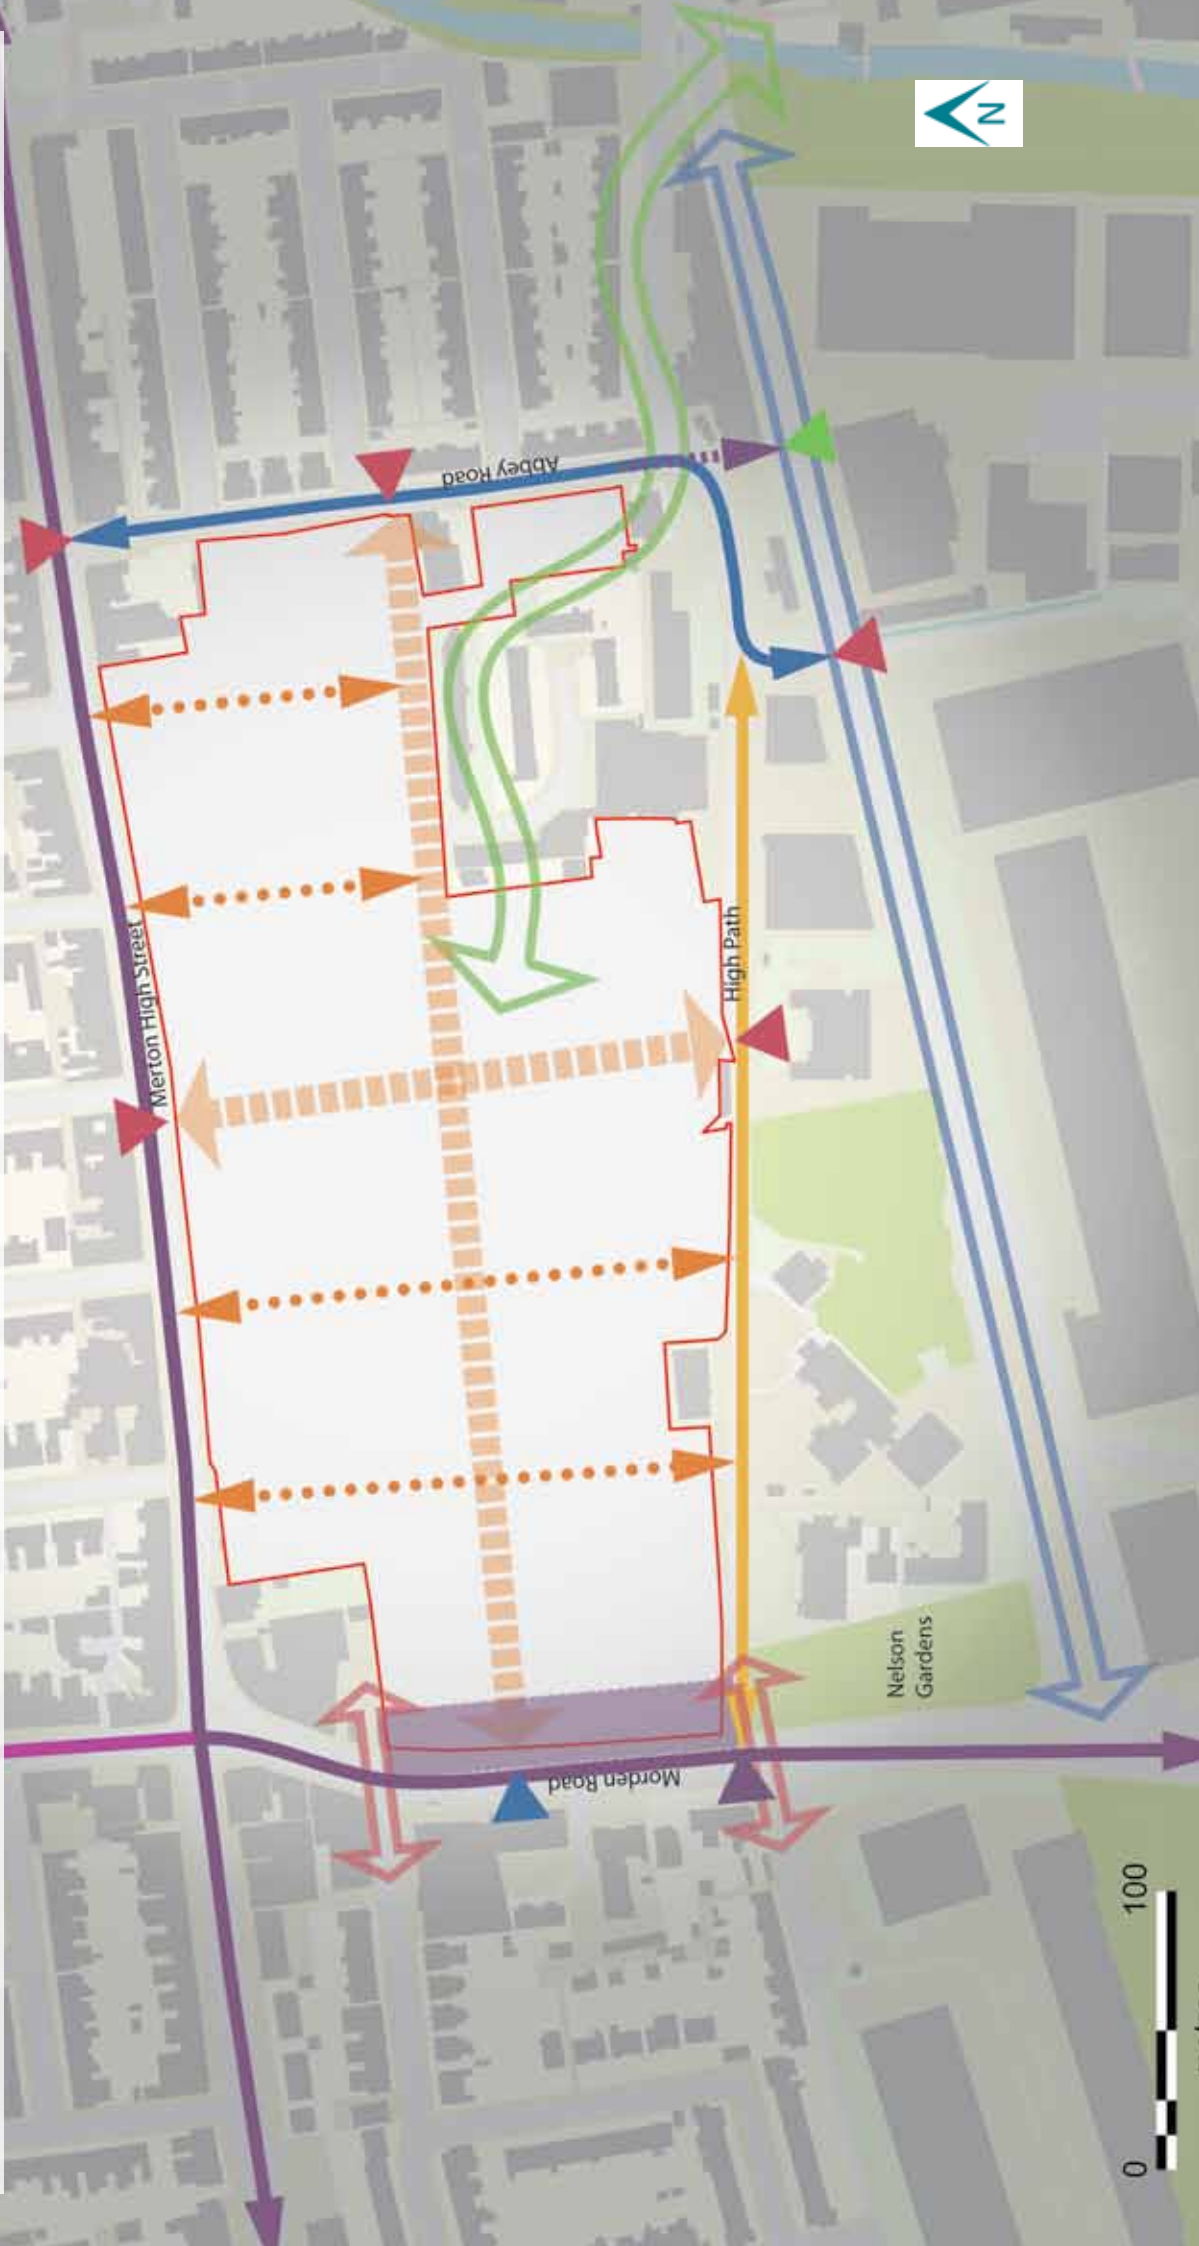 Merton High Street
Abbey Road
High Path
Morden Road
Nelson
Gardens
N
0
100